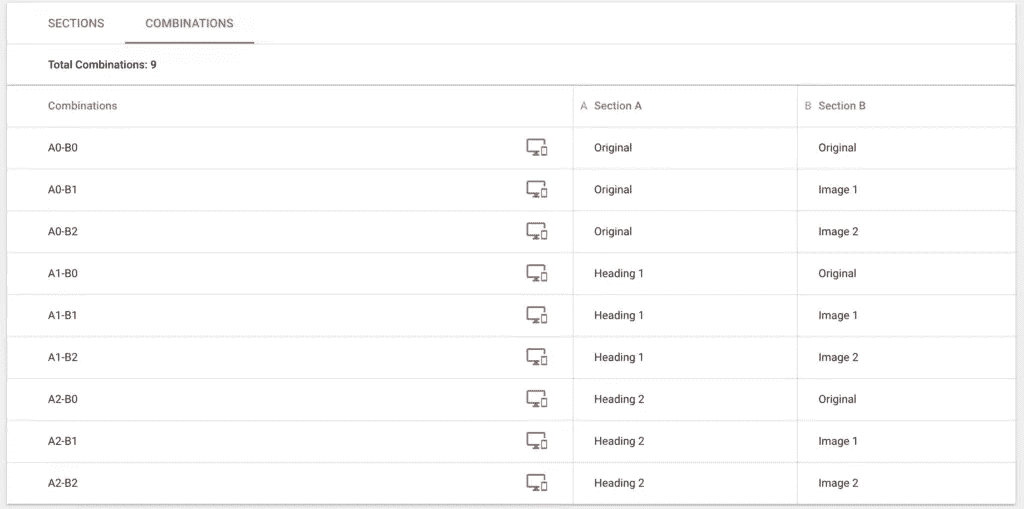 SECTIONS COMBINATIONS
Total Combinations: 9
Combinations A Section A B Section B
A0-B0 Original Original
A0-B1 Original Image 1
A0-B2 Original Image 2
A1-B0 Heading 1 Original
A1-B1 Heading 1 Image 1
A1-B2 Heading 1 Image 2
A2-B0 Heading 2 Original
A2-B1 Heading 2 Image 1
A2-B2 Heading 2 Image 2